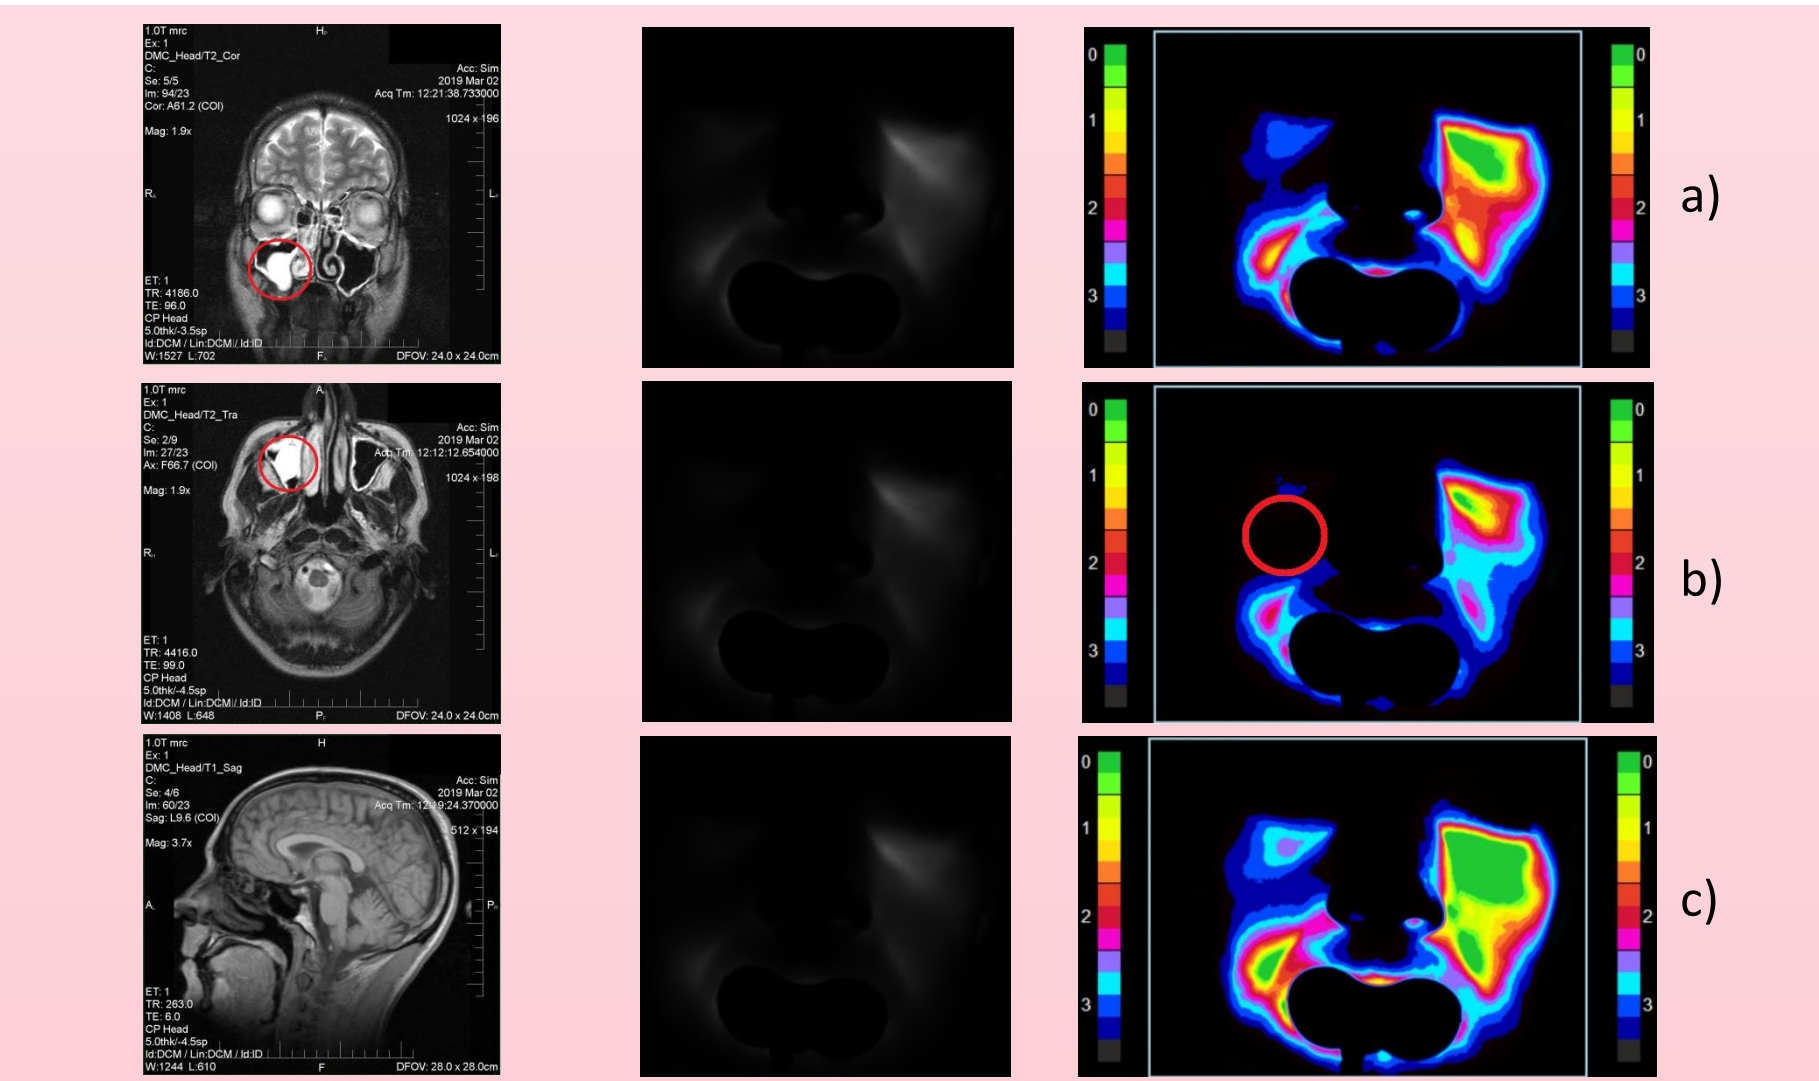 1.0T mrc
Ex: 1
DMC_Head/T2_Cor
C:
Se: 5/5
Im: 94/23
Cor: A61.2 (COI)
Mag: 1.9x
Acc: Sim
2019 Mar 02
Acq Tm: 12:21:38.733000
1024 x 196
ET: 1
TR: 4186.0
TE: 96.0
CP Head
5.0thk/-3.5sp
Id:DCM / Lin:DCM / Id:ID
W:1527 L:702
DFOV: 24.0 x 24.0cm
0 0
1 1
2 2
3 3
a)
1.0T mrc
Ex: 1
DMC_Head/T2_Tra
C:
Se: 2/9
Im: 27/23
Ax: F66.7 (COI)
Mag: 1.9x
Acc: Sim
2019 Mar 02
Acq Tm: 12:12:12.654000
1024 x 198
ET: 1
TR: 4416.0
TE: 99.0
CP Head
5.0thk/-4.5sp
Id:DCM / Lin:DCM / Id:ID
W:1408 L:648
DFOV: 24.0 x 24.0cm
0 0
1 1
2 2
3 3
b)
1.0T mrc
H
Ex: 1
DMC_Head/T1_Sag
C:
Se: 4/6
Im: 60/23
Sag: L9.6 (COI)
Mag: 3.7x
Acc: Sim
2019 Mar 02
Acq Tm: 12:19:24.370000
512 x 194
ET: 1
TR: 263.0
TE: 6.0
CP Head
5.0thk/-4.5sp
Id:DCM / Lin:DCM / Id:ID
W:1244 L:610
F
DFOV: 28.0 x 28.0cm
0 0
1 1
2 2
3 3
c)